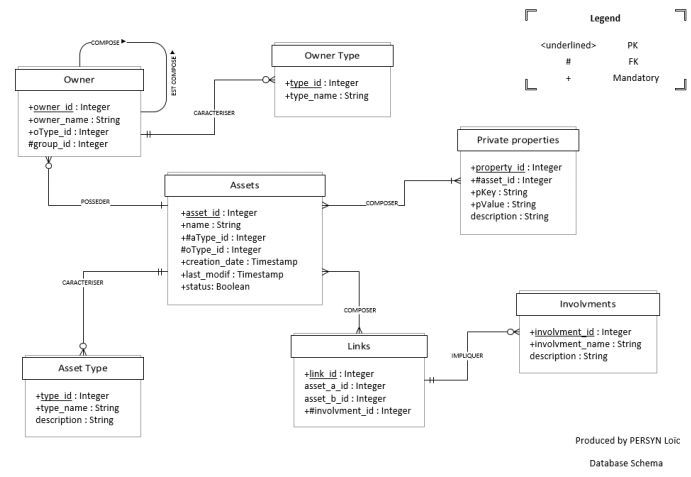 Legend
<underlined> PK
# FK
+ Mandatory
COMPOSE
EST COMPOSE
Owner
+owner_id : Integer
+owner_name : String
+oType_id : Integer
#group_id : Integer
CARACTERISER
Owner Type
+type_id : Integer
+type_name : String
POSSEDER
Assets
+asset_id : Integer
+name : String
+#aType_id : Integer
#oType_id : Integer
+creation_date : Timestamp
+last_modif : Timestamp
+status: Boolean
COMPOSER
Private properties
+property_id : Integer
+#asset_id : Integer
+pKey : String
+pValue : String
description : String
CARACTERISER
Asset Type
+type_id : Integer
+type_name : String
description : String
COMPOSER
Links
+link_id : Integer
asset_a_id : Integer
asset_b_id : Integer
+#involvment_id : Integer
IMPLIQUER
Involvments
+involvment_id : Integer
+involvment_name : String
description : String
Produced by PERSYN Loïc
Database Schema